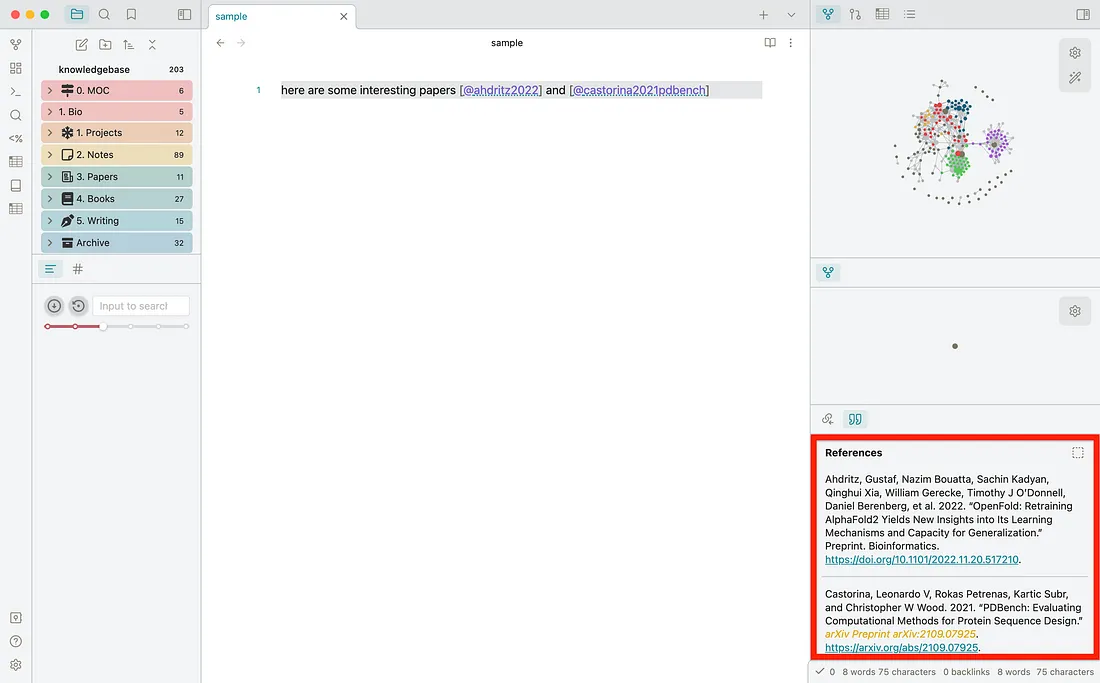 sample
sample
knowledgebase 203
0. MOC 6
1. Bio 5
1. Projects 12
2. Notes 89
3. Papers 11
4. Books 27
5. Writing 15
Archive 32
Input to search
1 here are some interesting papers [@ahdritz2022] and [@castorina2021pdbench]
References
Ahdritz, Gustaf, Nazim Bouatta, Sachin Kadyan,
Qinghui Xia, William Gerecke, Timothy J O'Donnell,
Daniel Berenberg, et al. 2022. “OpenFold: Retraining
AlphaFold2 Yields New Insights into Its Learning
Mechanisms and Capacity for Generalization.”
Preprint. Bioinformatics.
https://doi.org/10.1101/2022.11.20.517210.
Castorina, Leonardo V, Rokas Petrenas, Kartic Subr,
and Christopher W Wood. 2021. “PDBench: Evaluating
Computational Methods for Protein Sequence Design.”
arXiv Preprint arXiv:2109.07925.
https://arxiv.org/abs/2109.07925.
0 8 words 75 characters 0 backlinks 8 words 75 characters